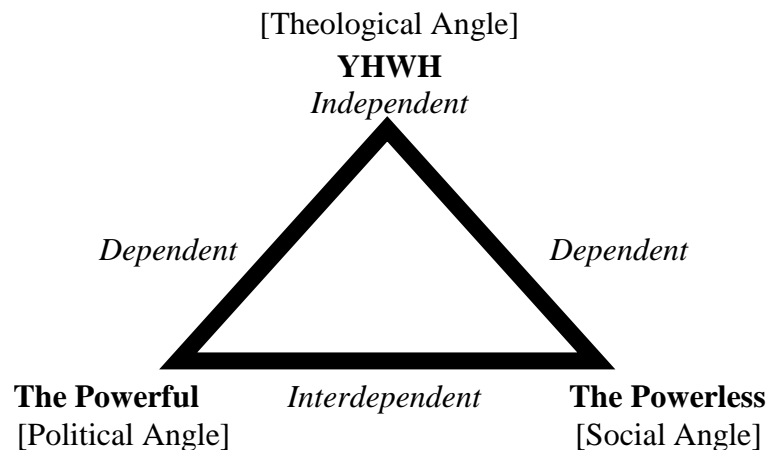 [Theological Angle]
YHWH
Independent
Dependent
Dependent
The Powerful
Interdependent
The Powerless
[Political Angle]
[Social Angle]